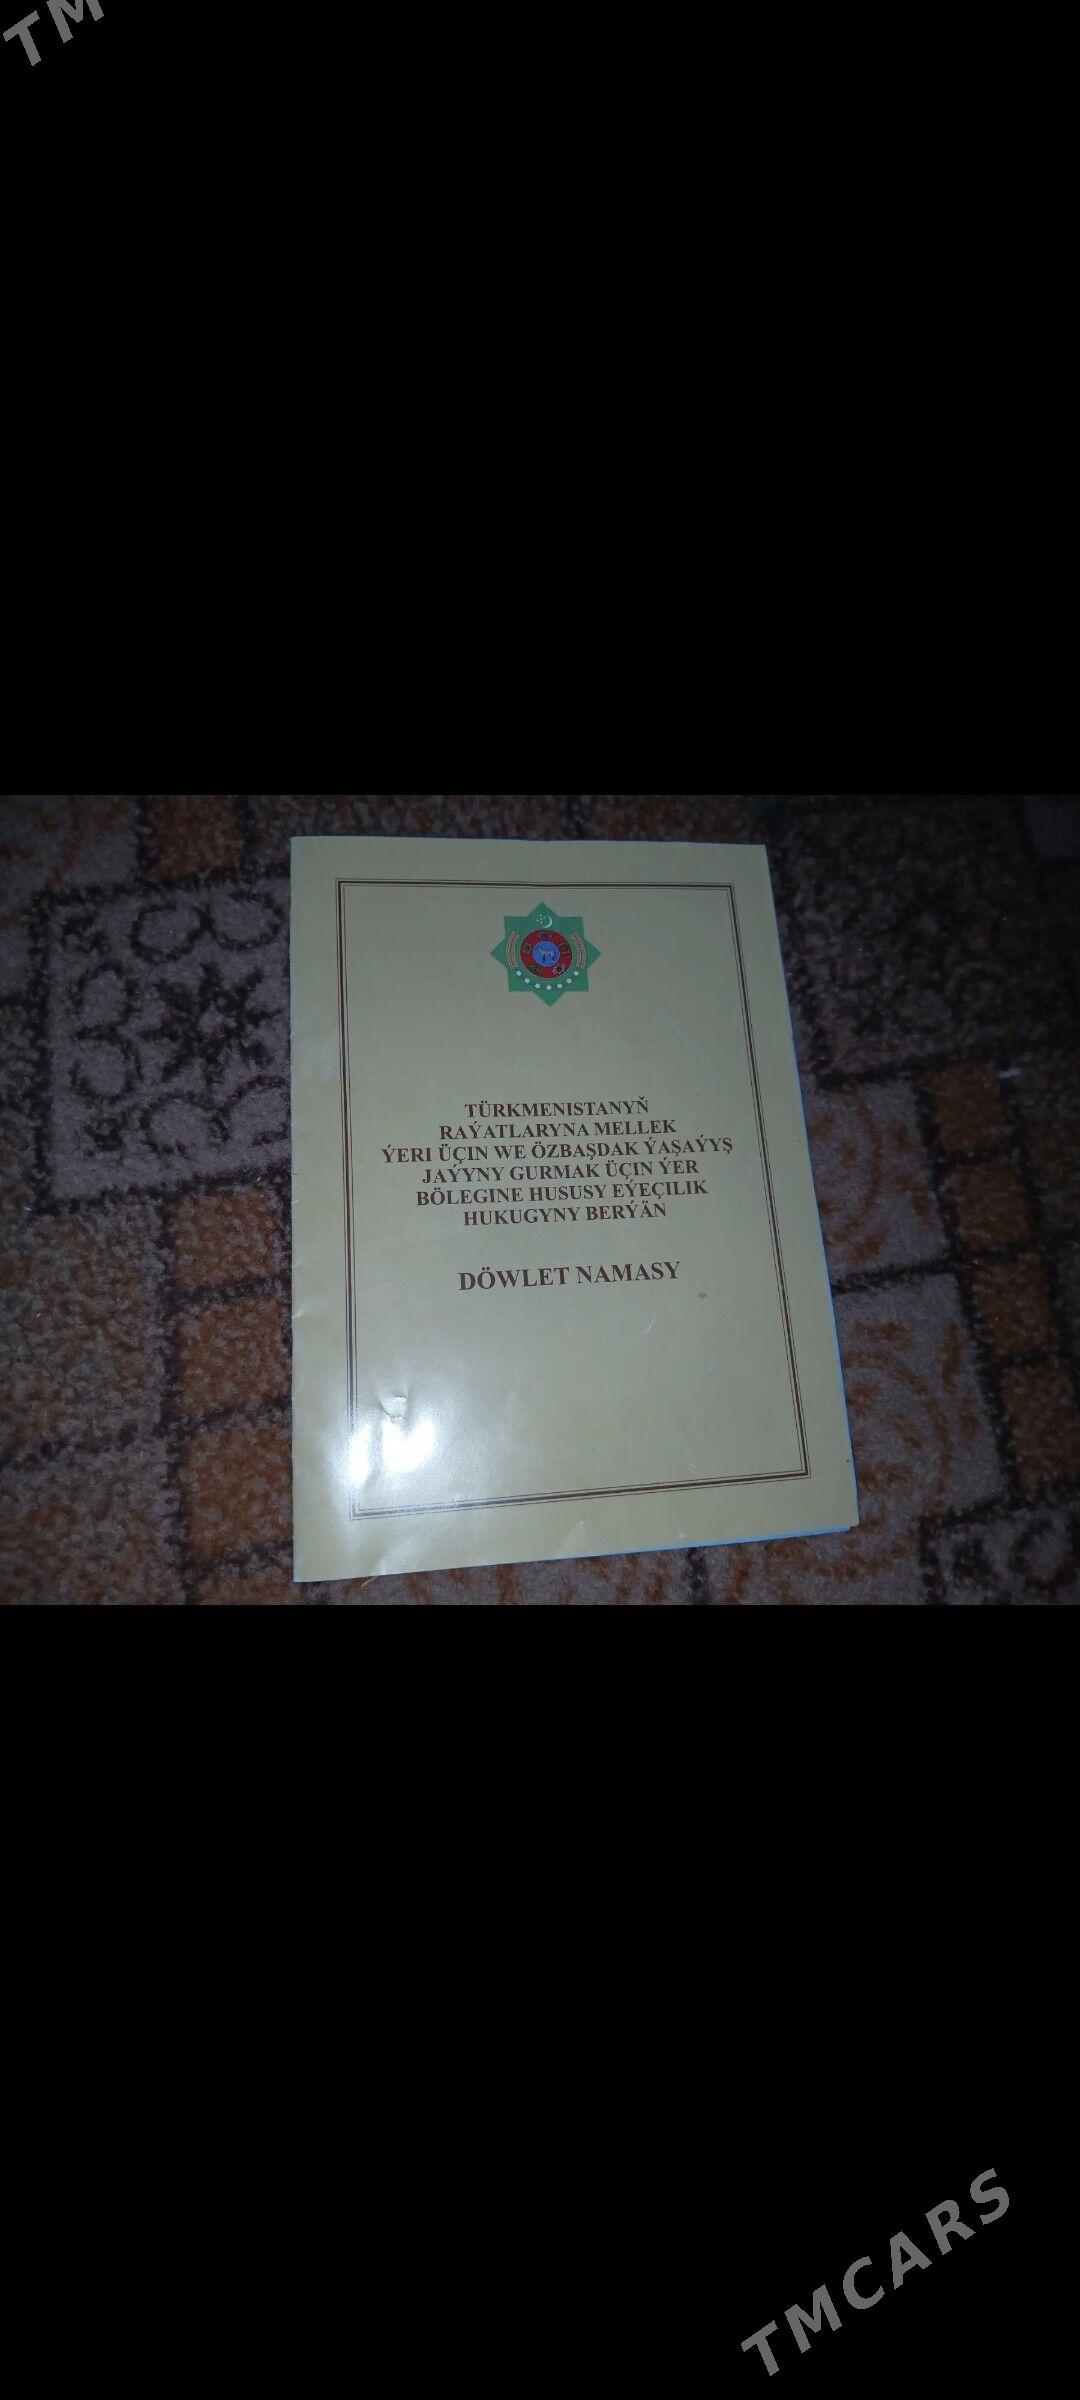 TM
TÜRKMENISTANYŇ
RAÝATLARYNA MELLEK
ÝERI ÜÇIN WE ÖZBAŞDAK ÝAŞAÝYŞ
JAÝYNY GURMAK ÜÇIN ÝER
BÖLEGINE HUSUSY EÝEÇILIK
HUKUGYNY BERÝÄN
DÖWLET NAMASY
TMCARS